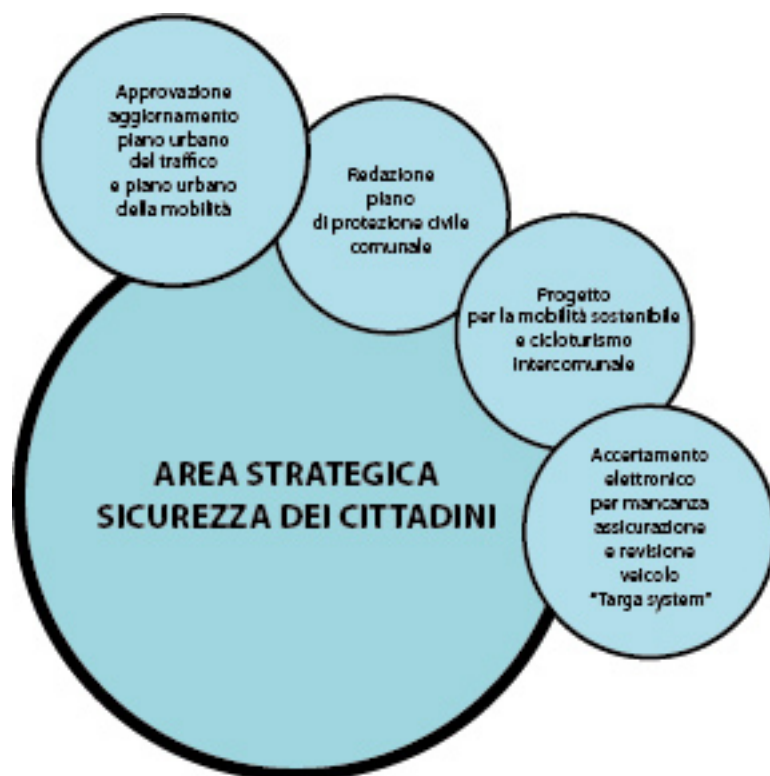 Approvazione
aggiornamento
piano urbano
del traffico
e piano urbano
della mobilità
Redazione
piano
di protezione civile
comunale
Progetto
per la mobilità sostenibile
e cicloturismo
intercomunale
Accertamento
elettronico
per mancanza
assicurazione
e revisione
veicolo
"Targa system"
AREA STRATEGICA
SICUREZZA DEI CITTADINI